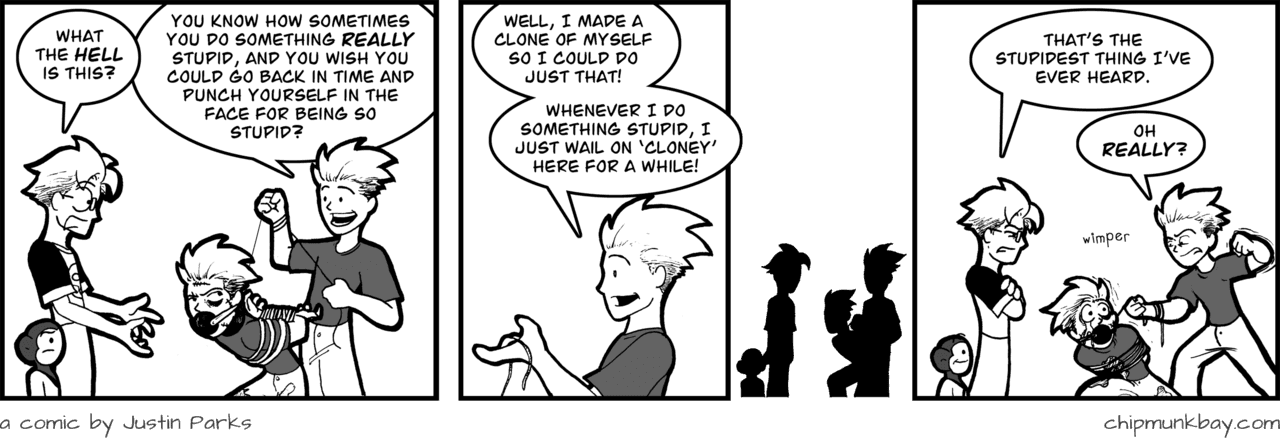 WHAT
THE HELL
IS THIS?
YOU KNOW HOW SOMETIMES
YOU DO SOMETHING REALLY
STUPID, AND YOU WISH YOU
COULD GO BACK IN TIME AND
PUNCH YOURSELF IN THE
FACE FOR BEING SO
STUPID?
WELL, I MADE A
CLONE OF MYSELF
SO I COULD DO
JUST THAT!
WHENEVER I DO
SOMETHING STUPID, I
JUST WAIL ON 'CLONEY'
HERE FOR A WHILE!
THAT'S THE
STUPIDEST THING I'VE
EVER HEARD.
OH
REALLY?
wimper
a comic by Justin Parks
chipmunkbay.com